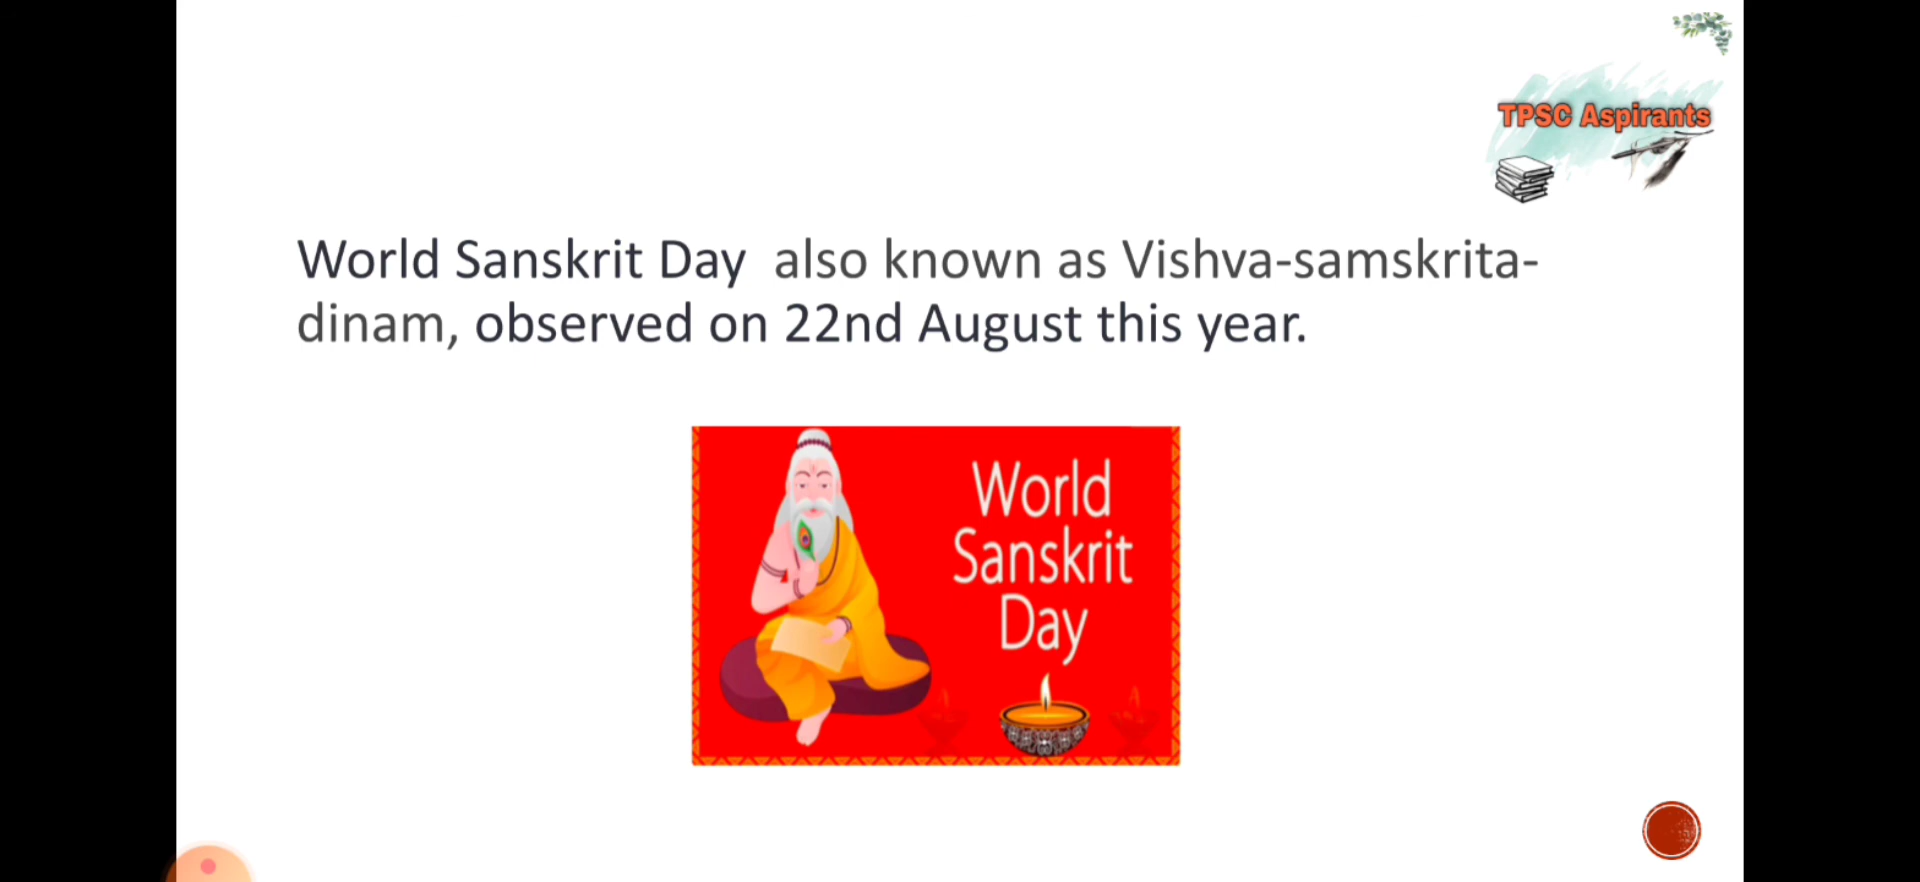 TPSC Aspirants
World Sanskrit Day also known as Vishva-samskrita-
dinam, observed on 22nd August this year.
World
Sanskrit
Day